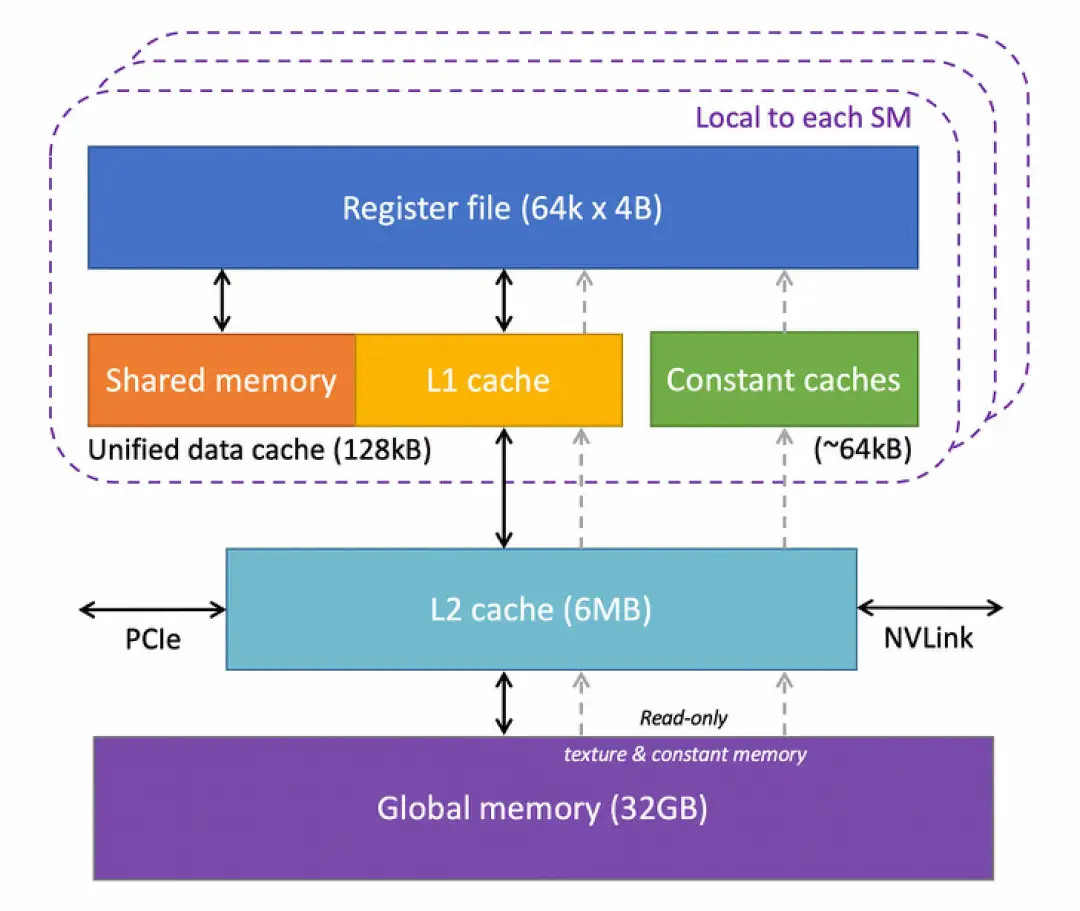 Local to each SM
Register file (64k x 4B)
Shared memory
L1 cache
Constant caches
Unified data cache (128kB)
(~64kB)
L2 cache (6MB)
PCIe
NVLink
Read-only
texture & constant memory
Global memory (32GB)